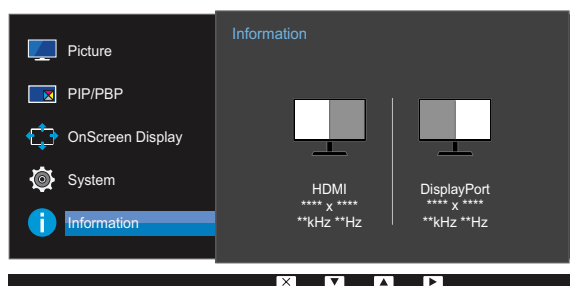 Information
Picture
PIP/PBP
OnScreen Display
System
Information
HDMI
**** x ****
**kHz **Hz
DisplayPort
**** x ****
**kHz **Hz